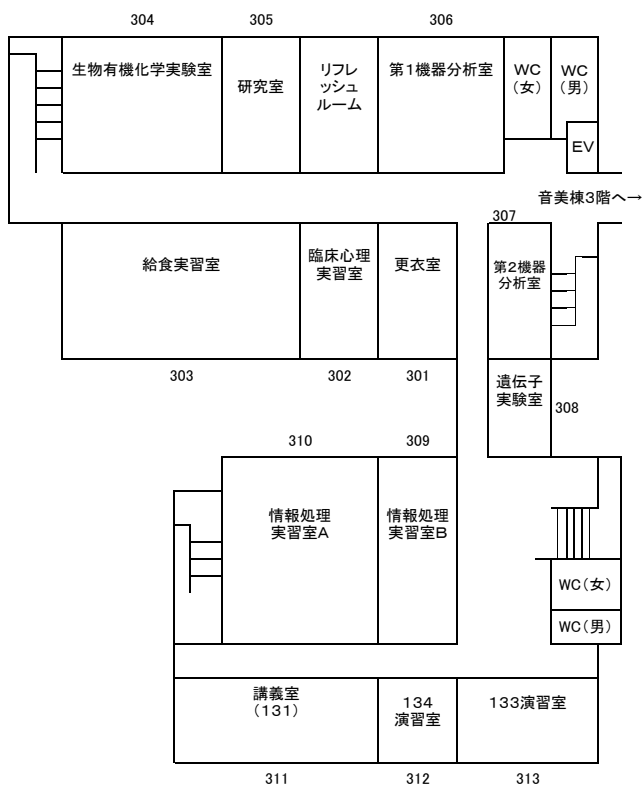 304
305
306
生物有機化学実験室
研究室
リフレ
ッシュ
ルーム
第1機器分析室
WC
(女)
WC
(男)
EV
音美棟3階へ→
307
給食実習室
臨床心理
実習室
更衣室
第2機器
分析室
303
302
301
遺伝子
実験室
308
310
309
情報処理
実習室A
情報処理
実習室B
WC(女)
WC(男)
講義室
(131)
134
演習室
133演習室
311
312
313